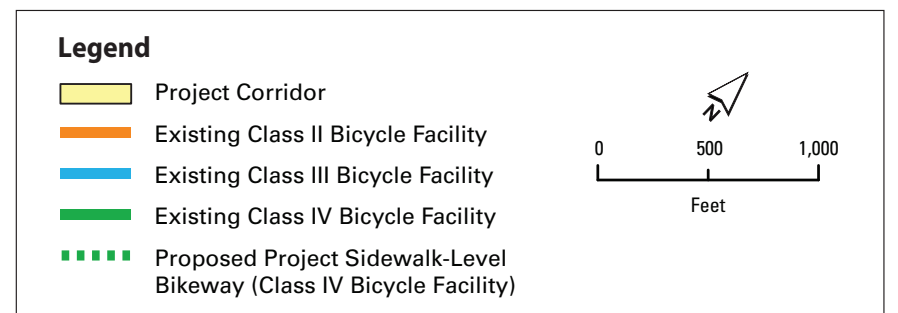 Legend
Project Corridor
Existing Class II Bicycle Facility
Existing Class III Bicycle Facility
Existing Class IV Bicycle Facility
Proposed Project Sidewalk-Level
Bikeway (Class IV Bicycle Facility)
N
0 500 1,000
Feet